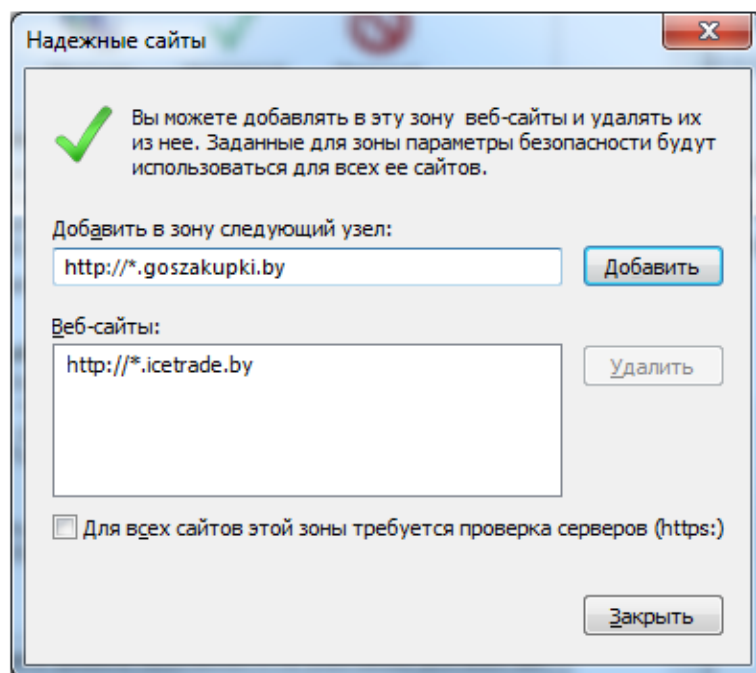 Надежные сайты
Вы можете добавлять в эту зону веб-сайты и удалять их
из нее. Заданные для зоны параметры безопасности будут
использоваться для всех ее сайтов.
Добавить в зону следующий узел:
http://*.goszakupki.by
Добавить
Веб-сайты:
http://*.icetrade.by
Удалить
Для всех сайтов этой зоны требуется проверка серверов (https:)
Закрыть